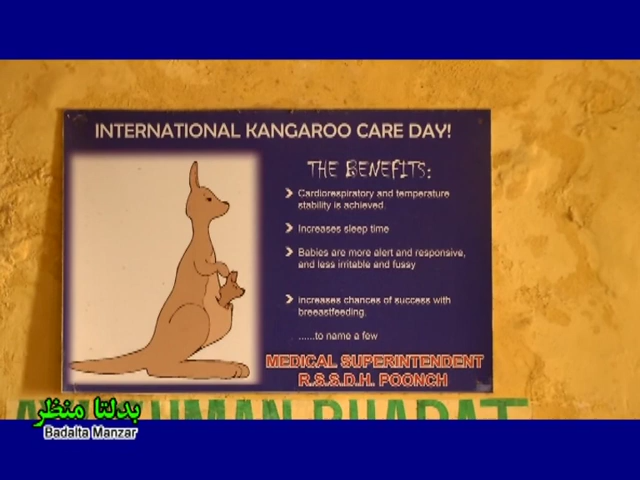 INTERNATIONAL KANGAROO CARE DAY!
THE BENEFITS:
Cardiorespiratory and temperature
stability is achieved.
Increases sleep time
Babies are more alert and responsive,
and less irritable and fussy
Increases chances of success with
breeastfeeding.
......to name a few
MEDICAL SUPERINTENDENT
R.S.S.D.H. POONCH
بدلتا منظر
Badalta Manzar